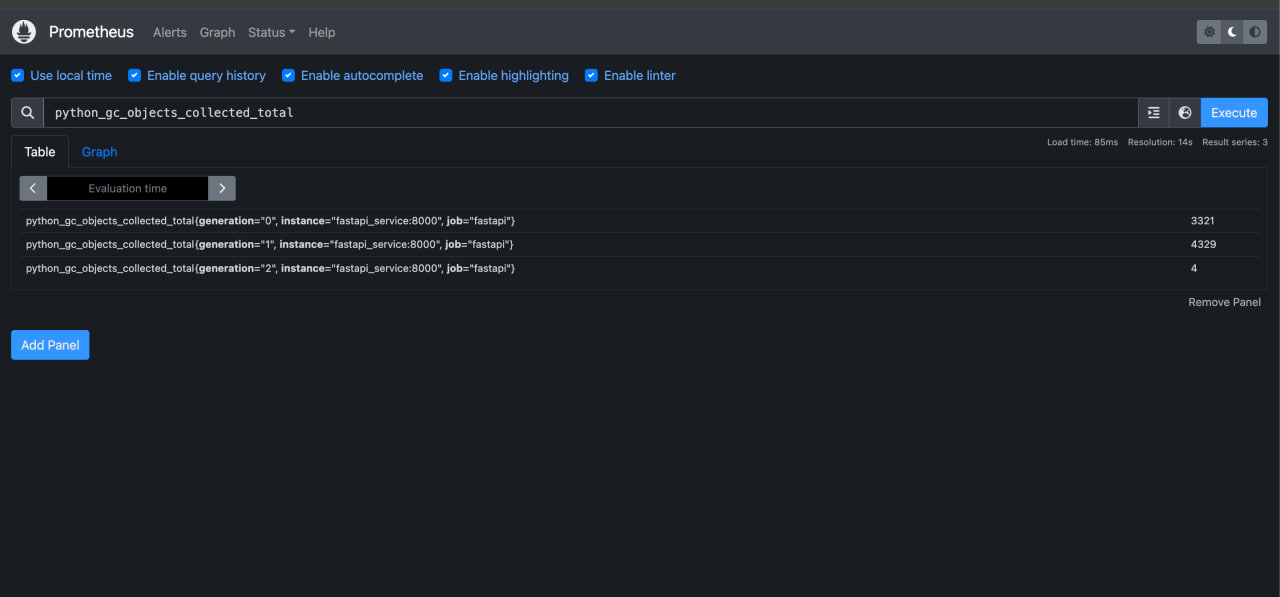 Prometheus Alerts Graph Status Help
Use local time Enable query history Enable autocomplete Enable highlighting Enable linter
python_gc_objects_collected_total Execute
Table Graph Load time: 85ms Resolution: 14s Result series: 3
Evaluation time
python_gc_objects_collected_total{generation="0", instance="fastapi_service:8000", job="fastapi"} 3321
python_gc_objects_collected_total{generation="1", instance="fastapi_service:8000", job="fastapi"} 4329
python_gc_objects_collected_total{generation="2", instance="fastapi_service:8000", job="fastapi"} 4
Remove Panel
Add Panel